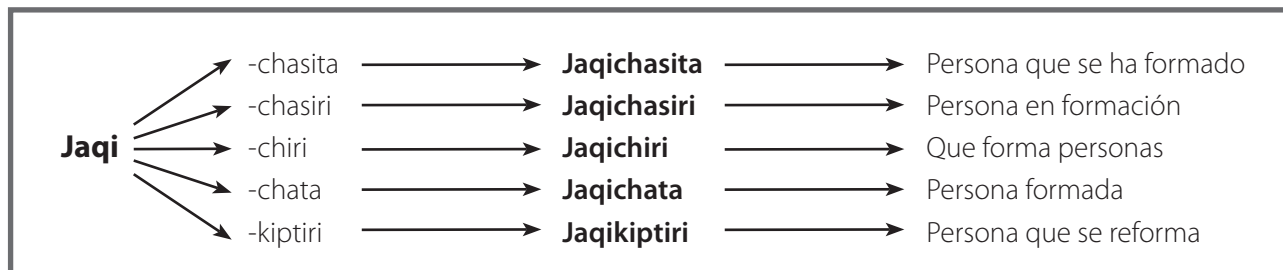 -chasita Jaqichasita Persona que se ha formado
-chasiri Jaqichasiri Persona en formación
Jaqi -chiri Jaqichiri Que forma personas
-chata Jaqichata Persona formada
-kiptiri Jaqikiptiri Persona que se reforma